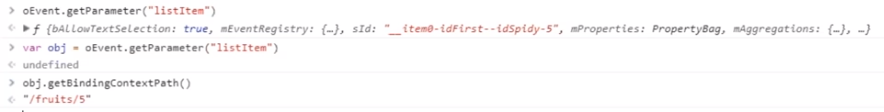 > oEvent.getParameter("listItem")
<· ▶ f {bAllowTextSelection: true, mEventRegistry: {…}, sId: "__item0-idFirst--idSpidy-5", mProperties: PropertyBag, mAggregations: {…}, …}
> var obj = oEvent.getParameter("listItem")
<· undefined
> obj.getBindingContextPath()
<· "/fruits/5"